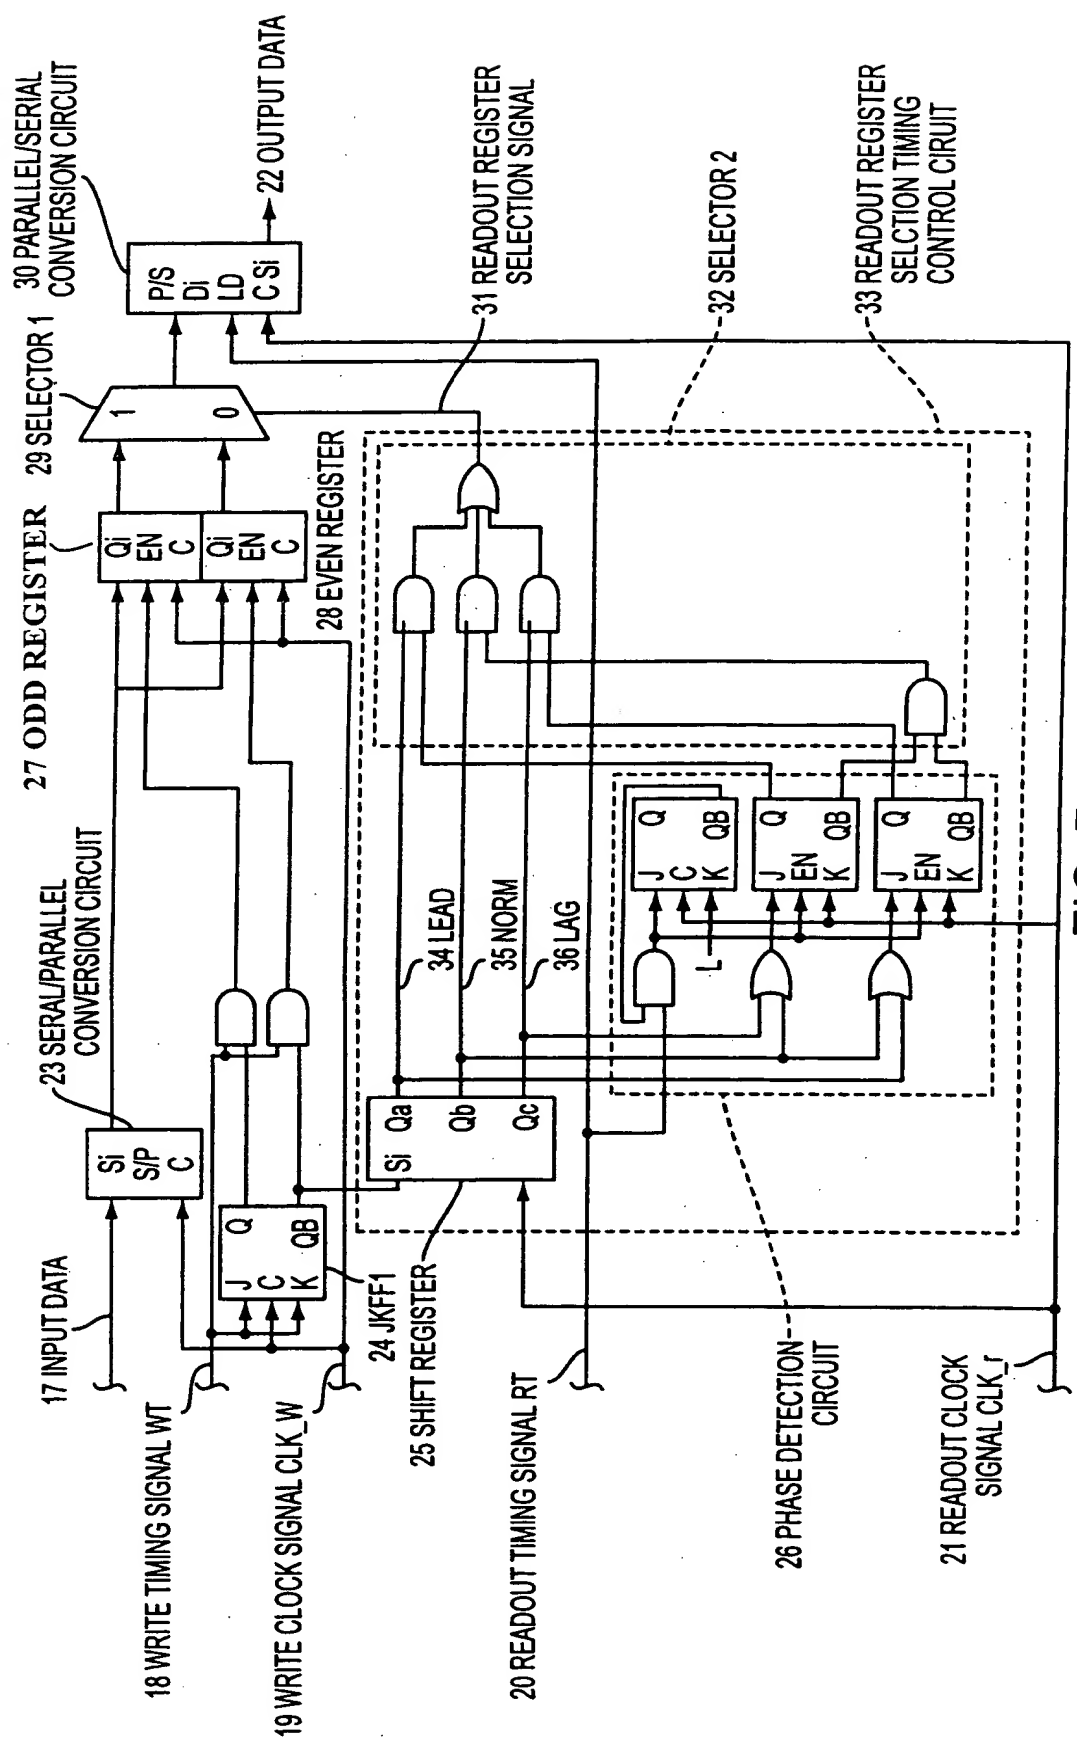 17 INPUT DATA
18 WRITE TIMING SIGNAL WT
19 WRITE CLOCK SIGNAL CLK_W
23 SERAL/PARALLEL
CONVERSION CIRCUIT
Si
S/P
C
J
C
K
Q
QB
24 JKFF1
27 ODD REGISTER
Qi
EN
C
Qi
EN
C
28 EVEN REGISTER
29 SELECTOR 1
1
0
30 PARALLEL/SERIAL
CONVERSION CIRCUIT
P/S
Di
LD
C Si
22 OUTPUT DATA
25 SHIFT REGISTER
Si
Qa
Qb
Qc
34 LEAD
35 NORM
36 LAG
31 READOUT REGISTER
SELECTION SIGNAL
32 SELECTOR 2
33 READOUT REGISTER
SELCTION TIMING
CONTROL CIRUIT
20 READOUT TIMING SIGNAL RT
L
J
C
K
Q
QB
J
EN
K
Q
QB
J
EN
K
Q
QB
26 PHASE DETECTION
CIRCUIT
21 READOUT CLOCK
SIGNAL CLK_r